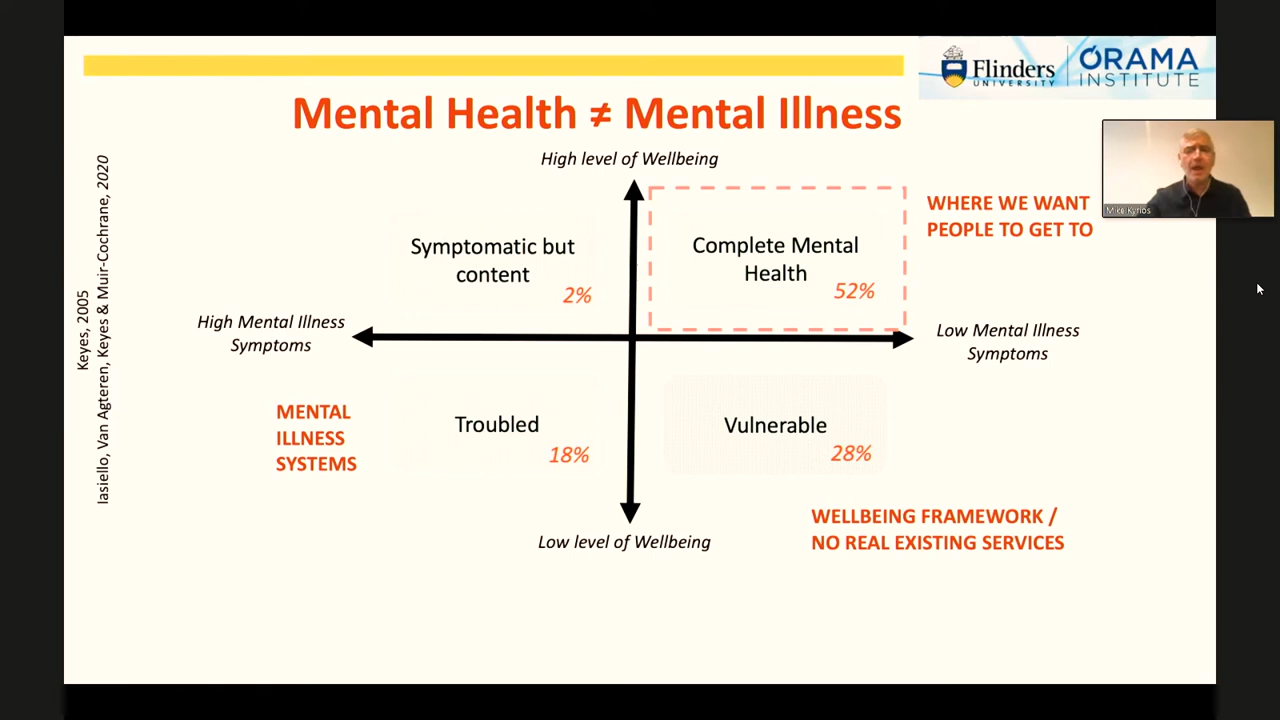 Flinders
UNIVERSITY
ÓRAMA
INSTITUTE
Mental Health ≠ Mental Illness
High level of Wellbeing
Mike Kyrios
WHERE WE WANT
PEOPLE TO GET TO
Symptomatic but
content
2%
Complete Mental
Health
52%
Keyes, 2005
Iasiello, Van Agteren, Keyes & Muir-Cochrane, 2020
High Mental Illness
Symptoms
Low Mental Illness
Symptoms
MENTAL
ILLNESS
SYSTEMS
Troubled
18%
Vulnerable
28%
WELLBEING FRAMEWORK /
NO REAL EXISTING SERVICES
Low level of Wellbeing